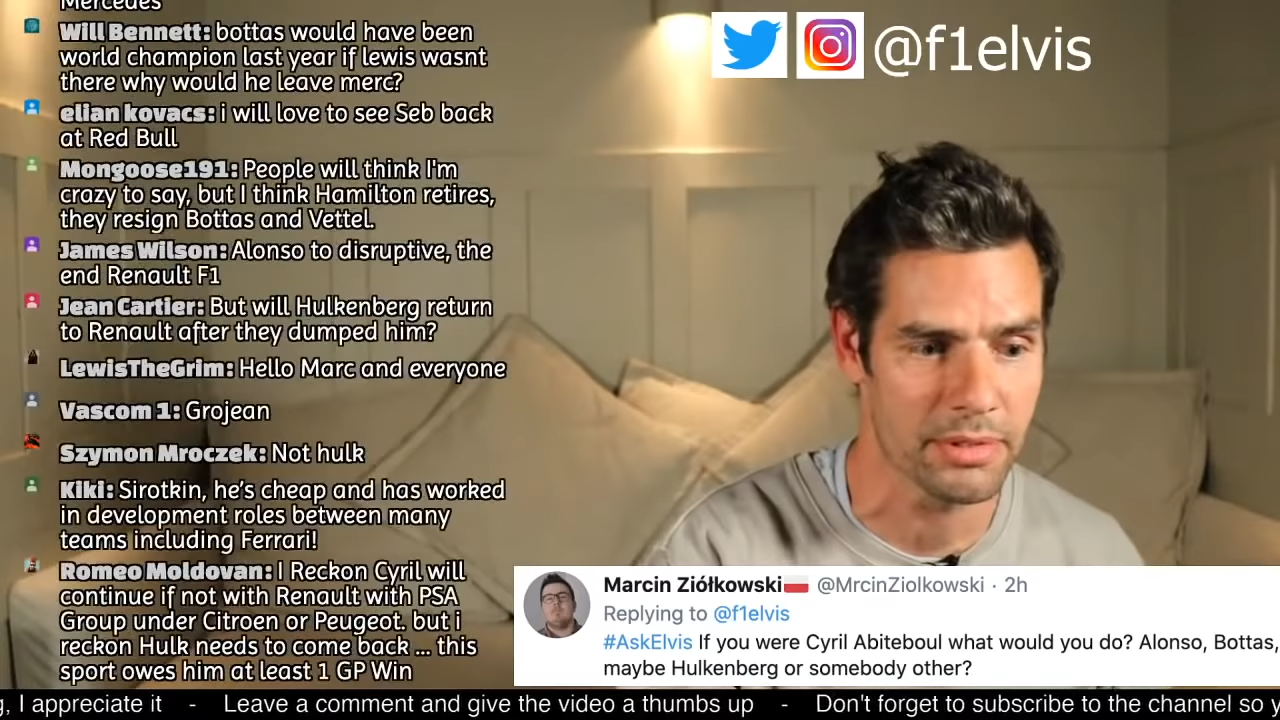 Mercedes
Will Bennett: bottas would have been
world champion last year if lewis wasnt
there why would he leave merc?
elian kovacs: i will love to see Seb back
at Red Bull
Mongoose191: People will think I'm
crazy to say, but I think Hamilton retires,
they resign Bottas and Vettel.
James Wilson: Alonso to disruptive, the
end Renault F1
Jean Cartier: But will Hulkenberg return
to Renault after they dumped him?
LewisTheGrim: Hello Marc and everyone
Vascom 1: Grojean
Szymon Mroczek: Not hulk
Kiki: Sirotkin, he's cheap and has worked
in development roles between many
teams including Ferrari!
Romeo Moldovan: I Reckon Cyril will
continue if not with Renault with PSA
Group under Citroen or Peugeot. but i
reckon Hulk needs to come back ... this
sport owes him at least 1 GP Win
@f1elvis
Marcin Ziółkowski @MrcinZiolkowski · 2h
Replying to @f1elvis
#AskElvis If you were Cyril Abiteboul what would you do? Alonso, Bottas,
maybe Hulkenberg or somebody other?
, I appreciate it - Leave a comment and give the video a thumbs up - Don't forget to subscribe to the channel so